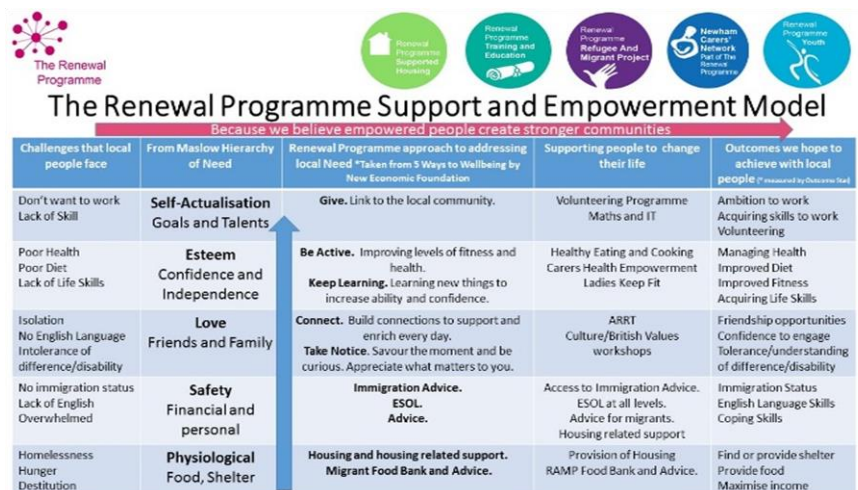 The Renewal
Programme
Renewal
Programme
Supported
Housing
Renewal
Programme
Training and
Education
Renewal
Programme
Refugee And
Migrant Project
Newham
Carers'
Network
Part of The
Renewal
Programme
Renewal
Programme
Youth
The Renewal Programme Support and Empowerment Model
Because we believe empowered people create stronger communities
Challenges that local
people face
From Maslow Hierarchy
of Need
Renewal Programme approach to addressing
local Need *Taken from 5 Ways to Wellbeing by
New Economic Foundation
Supporting people to change
their life
Outcomes we hope to
achieve with local
people (* measured by Outcome Star)
Don't want to work
Lack of Skill
Self-Actualisation
Goals and Talents
Give. Link to the local community.
Volunteering Programme
Maths and IT
Ambition to work
Acquiring skills to work
Volunteering
Poor Health
Poor Diet
Lack of Life Skills
Esteem
Confidence and
Independence
Be Active. Improving levels of fitness and
health.
Keep Learning. Learning new things to
increase ability and confidence.
Healthy Eating and Cooking
Carers Health Empowerment
Ladies Keep Fit
Managing Health
Improved Diet
Improved Fitness
Acquiring Life Skills
Isolation
No English Language
Intolerance of
difference/disability
Love
Friends and Family
Connect. Build connections to support and
enrich every day.
Take Notice. Savour the moment and be
curious. Appreciate what matters to you.
ARRT
Culture/British Values
workshops
Friendship opportunities
Confidence to engage
Tolerance/understanding
of difference/disability
No immigration status
Lack of English
Overwhelmed
Safety
Financial and
personal
Immigration Advice.
ESOL.
Advice.
Access to Immigration Advice.
ESOL at all levels.
Advice for migrants.
Housing related support
Immigration Status
English Language Skills
Coping Skills
Homelessness
Hunger
Destitution
Physiological
Food, Shelter
Housing and housing related support.
Migrant Food Bank and Advice.
Provision of Housing
RAMP Food Bank and Advice.
Find or provide shelter
Provide food
Maximise income